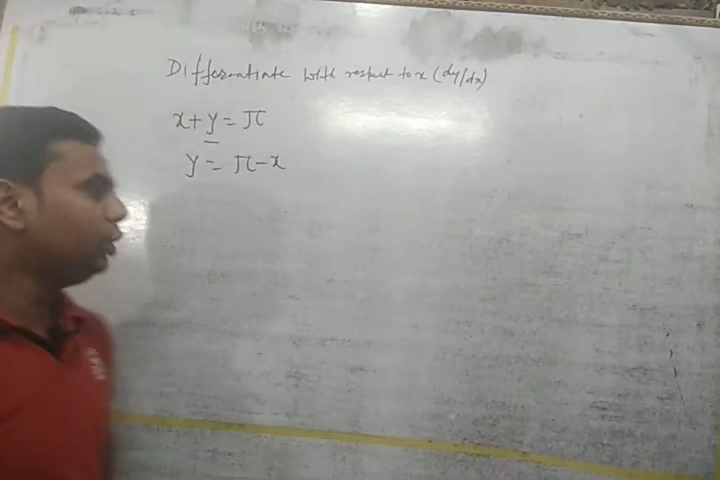 Differentiate with respect to x (dy/dx)
x + y = π
y = π - x